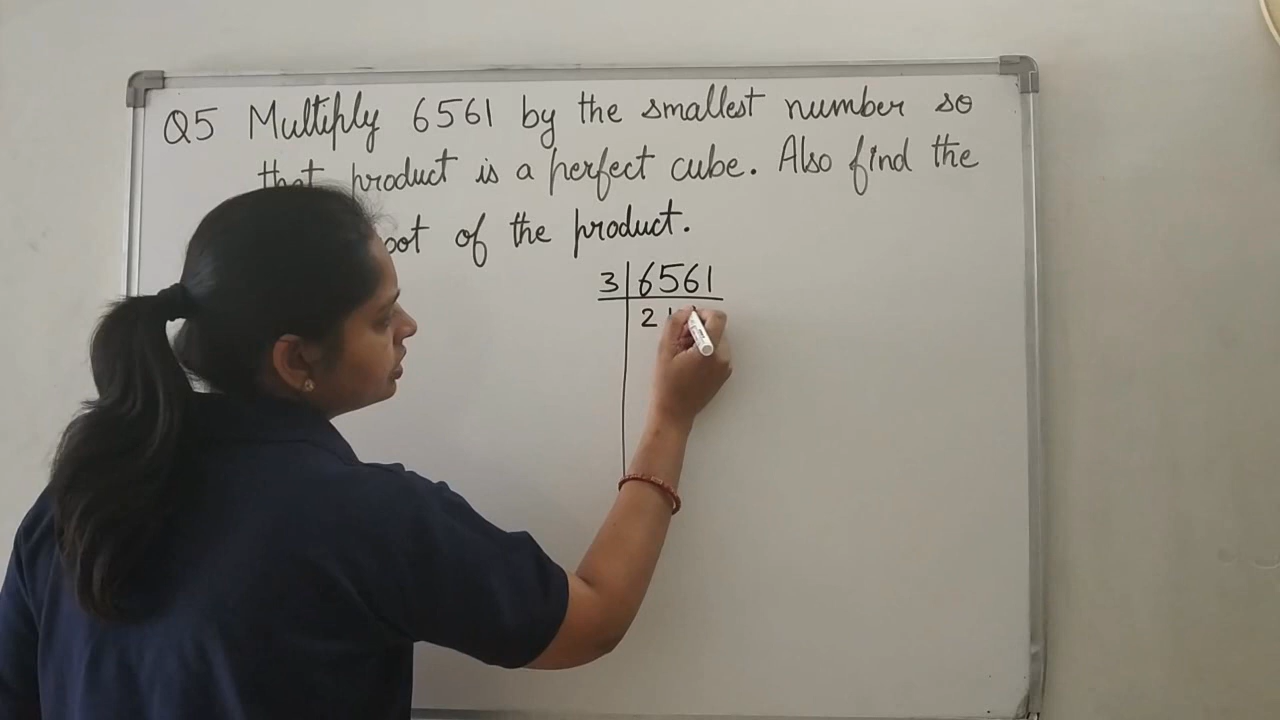 Q5 Multiply 6561 by the smallest number so
that product is a perfect cube. Also find the
of the product.
3 6561
2